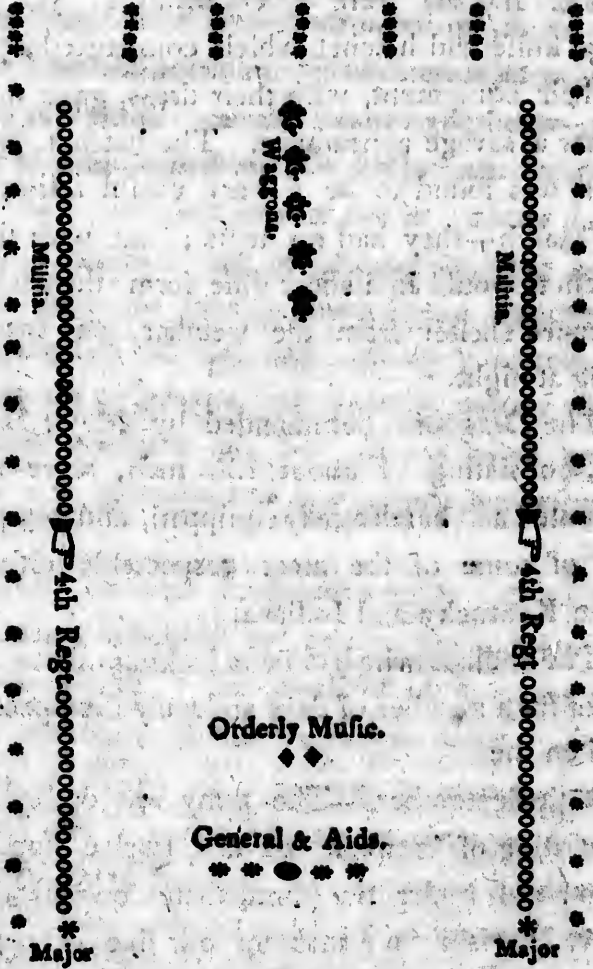 Waggons.
Militia.
Militia.
4th Regt.
4th Regt.
Orderly Muſic.
General & Aids.
Major
Major